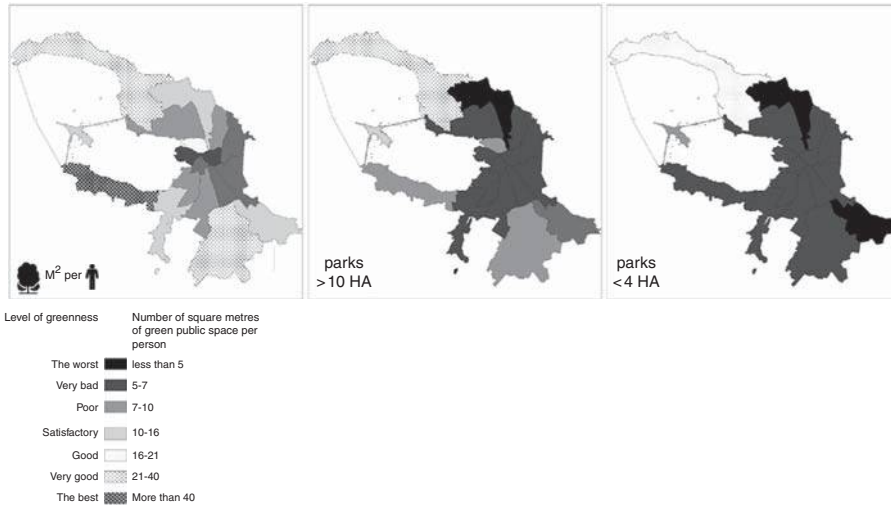 M² per
parks
>10 HA
parks
<4 HA
Level of greenness
Number of square metres
of green public space per
person
The worst less than 5
Very bad 5-7
Poor 7-10
Satisfactory 10-16
Good 16-21
Very good 21-40
The best More than 40